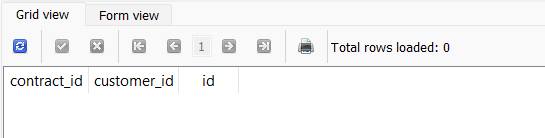 Grid view Form view
1 Total rows loaded: 0
contract_id customer_id id